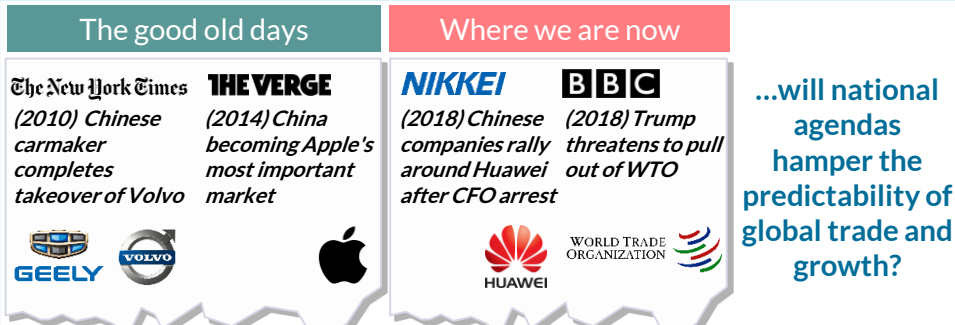 The good old days
The New York Times
(2010) Chinese
carmaker
completes
takeover of Volvo
GEELY
VOLVO
THE VERGE
(2014) China
becoming Apple's
most important
market
Where we are now
NIKKEI
(2018) Chinese
companies rally
around Huawei
after CFO arrest
HUAWEI
BBC
(2018) Trump
threatens to pull
out of WTO
WORLD TRADE
ORGANIZATION
...will national
agendas
hamper the
predictability of
global trade and
growth?